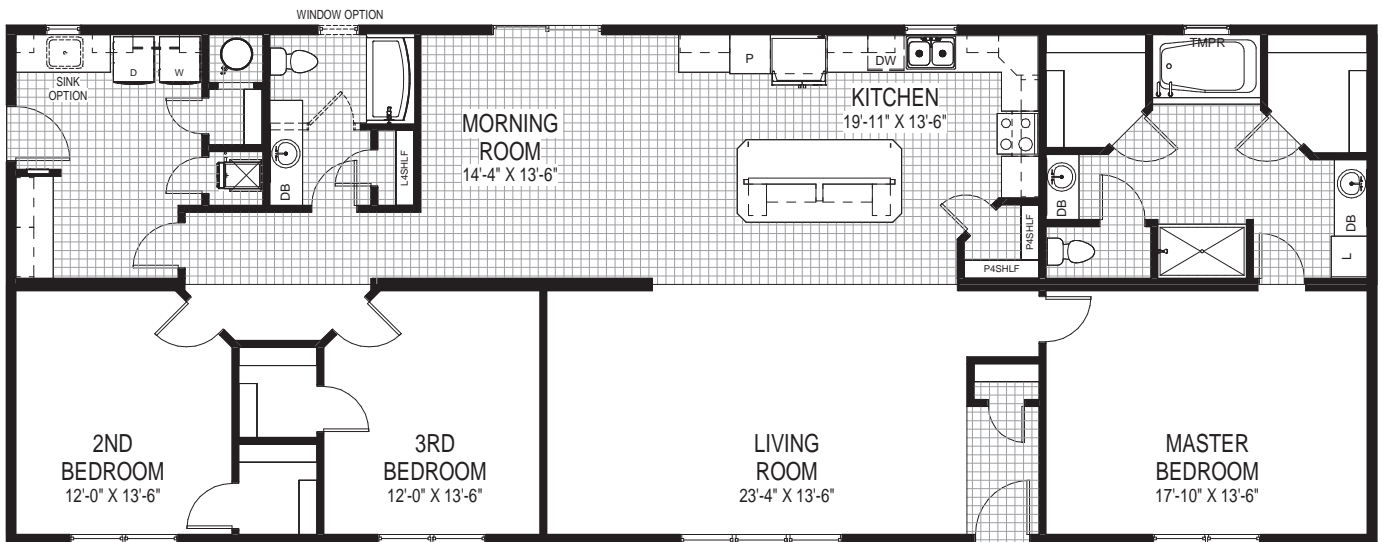 WINDOW OPTION
TMPR
P
DW
D
W
SINK
OPTION
KITCHEN
19'-11" X 13'-6"
MORNING
ROOM
14'-4" X 13'-6"
L4SHLF
DB
DB
DB
L
P4SHLF
P4SHLF
2ND
BEDROOM
12'-0" X 13'-6"
3RD
BEDROOM
12'-0" X 13'-6"
LIVING
ROOM
23'-4" X 13'-6"
MASTER
BEDROOM
17'-10" X 13'-6"